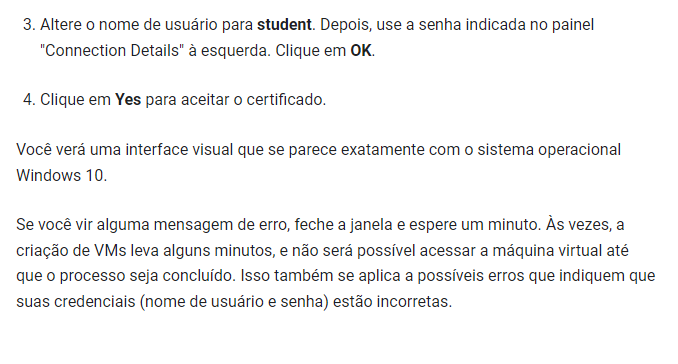 3. Altere o nome de usuário para student. Depois, use a senha indicada no painel
"Connection Details" à esquerda. Clique em OK.
4. Clique em Yes para aceitar o certificado.
Você verá uma interface visual que se parece exatamente com o sistema operacional
Windows 10.
Se você vir alguma mensagem de erro, feche a janela e espere um minuto. Às vezes, a
criação de VMs leva alguns minutos, e não será possível acessar a máquina virtual até
que o processo seja concluído. Isso também se aplica a possíveis erros que indiquem que
suas credenciais (nome de usuário e senha) estão incorretas.